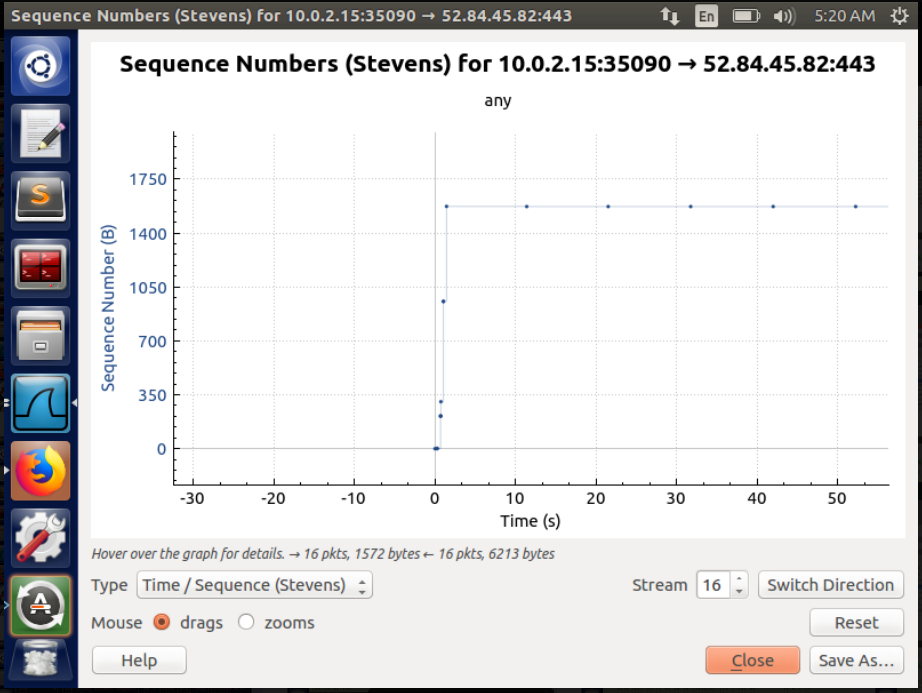 Sequence Numbers (Stevens) for 10.0.2.15:35090 → 52.84.45.82:443
En
5:20 AM
Sequence Numbers (Stevens) for 10.0.2.15:35090 → 52.84.45.82:443
any
Sequence Number (B)
1750
1400
1050
700
350
0
-30 -20 -10 0 10 20 30 40 50
Time (s)
Hover over the graph for details. → 16 pkts, 1572 bytes ← 16 pkts, 6213 bytes
Type Time / Sequence (Stevens) Stream 16 Switch Direction
Mouse drags zooms Reset
Help Close Save As...